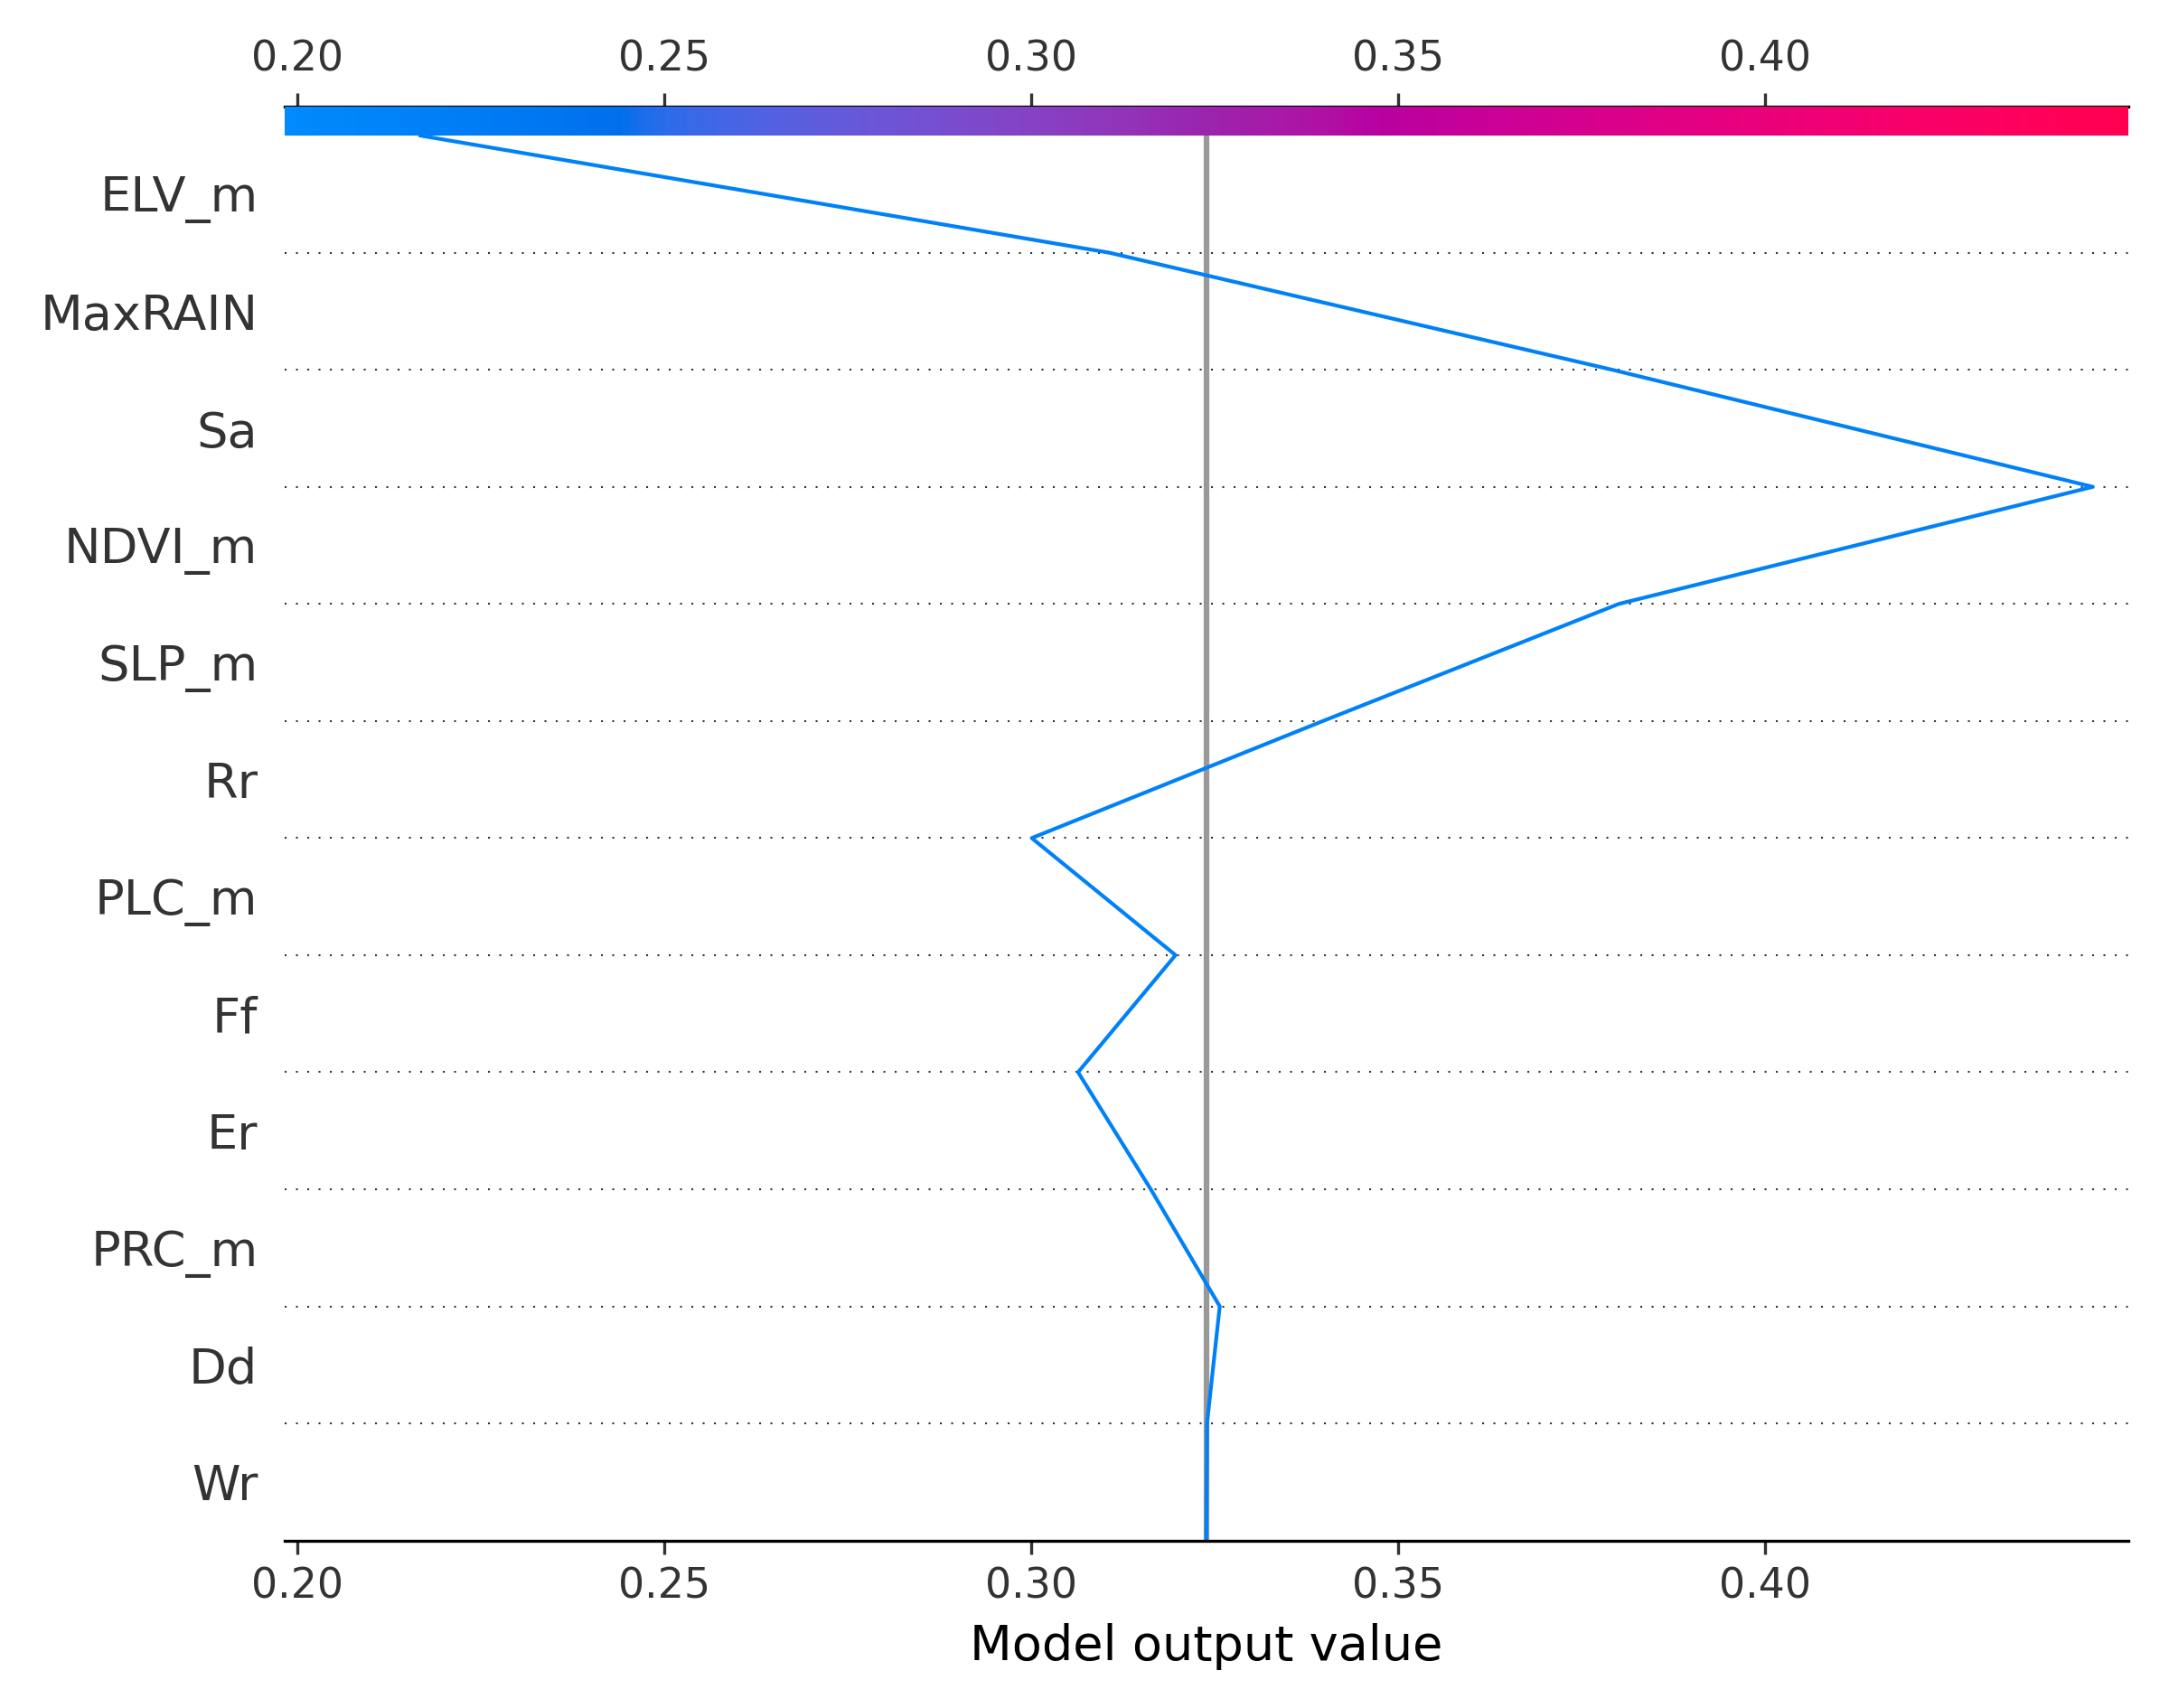 0.20 0.25 0.30 0.35 0.40
ELV_m
MaxRAIN
Sa
NDVI_m
SLP_m
Rr
PLC_m
Ff
Er
PRC_m
Dd
Wr
0.20 0.25 0.30 0.35 0.40
Model output value